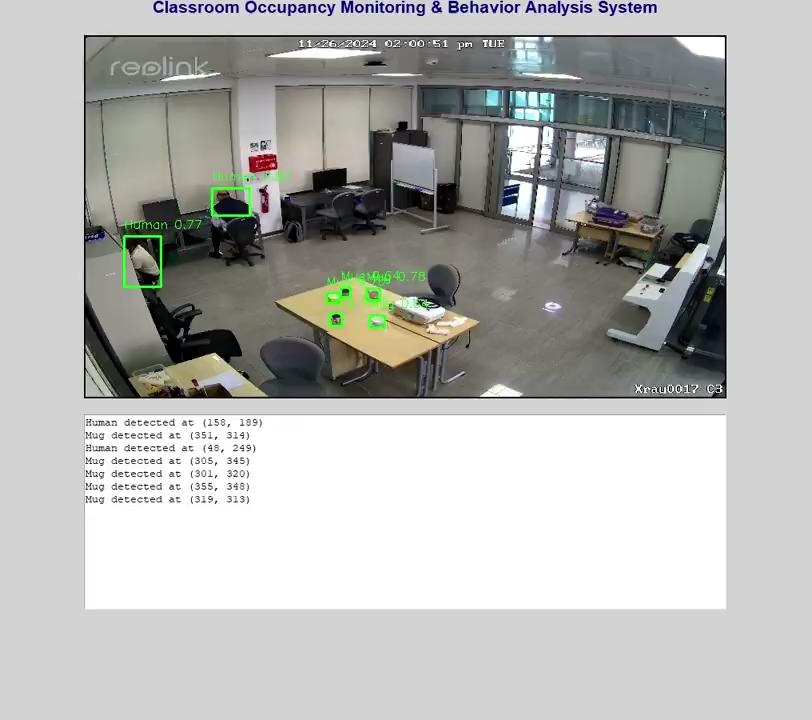 Classroom Occupancy Monitoring & Behavior Analysis System
11/26/2024 02:00:51 pm TUE
reolink
Human
Human 0.77
0.78
Xrau0017 C3
Human detected at (158, 189)
Mug detected at (351, 314)
Human detected at (48, 249)
Mug detected at (305, 345)
Mug detected at (301, 320)
Mug detected at (355, 348)
Mug detected at (319, 313)